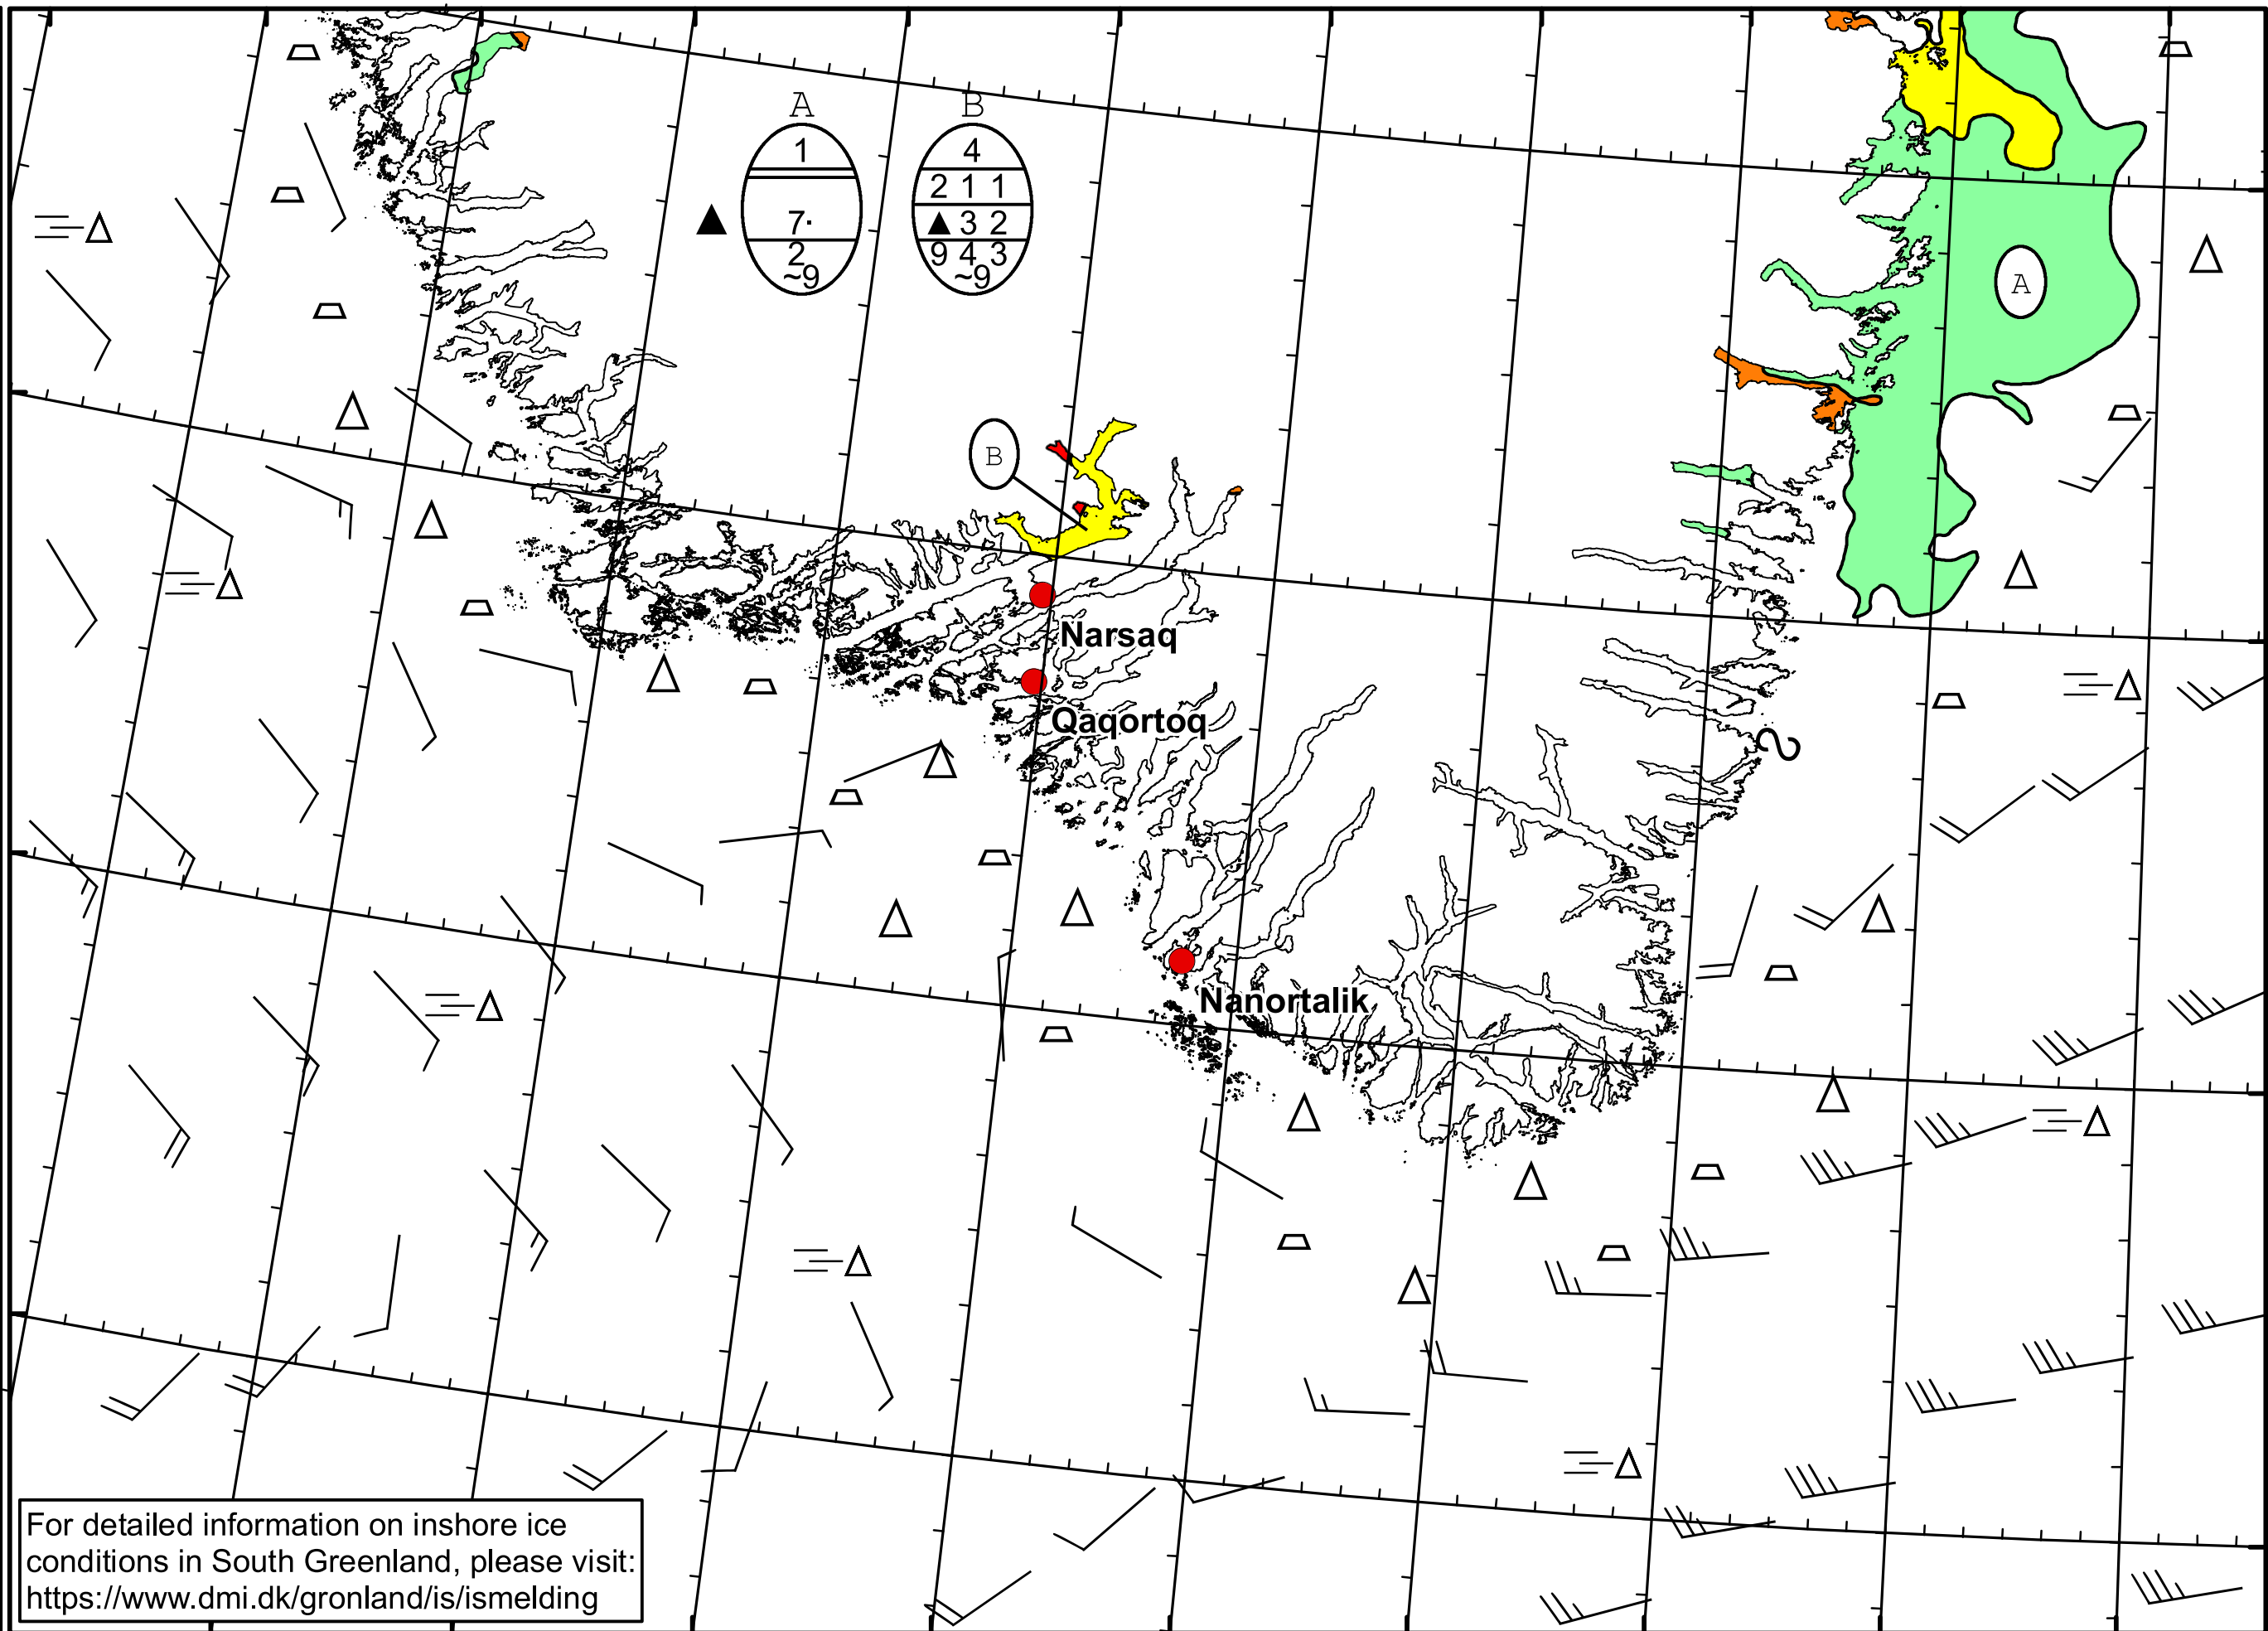 A
B
1
7·
2
~9
4
2 1 1
▲ 3 2
9 4 3
~9
A
B
Narsaq
Qaqortoq
Nanortalik
For detailed information on inshore ice
conditions in South Greenland, please visit:
https://www.dmi.dk/gronland/is/ismelding